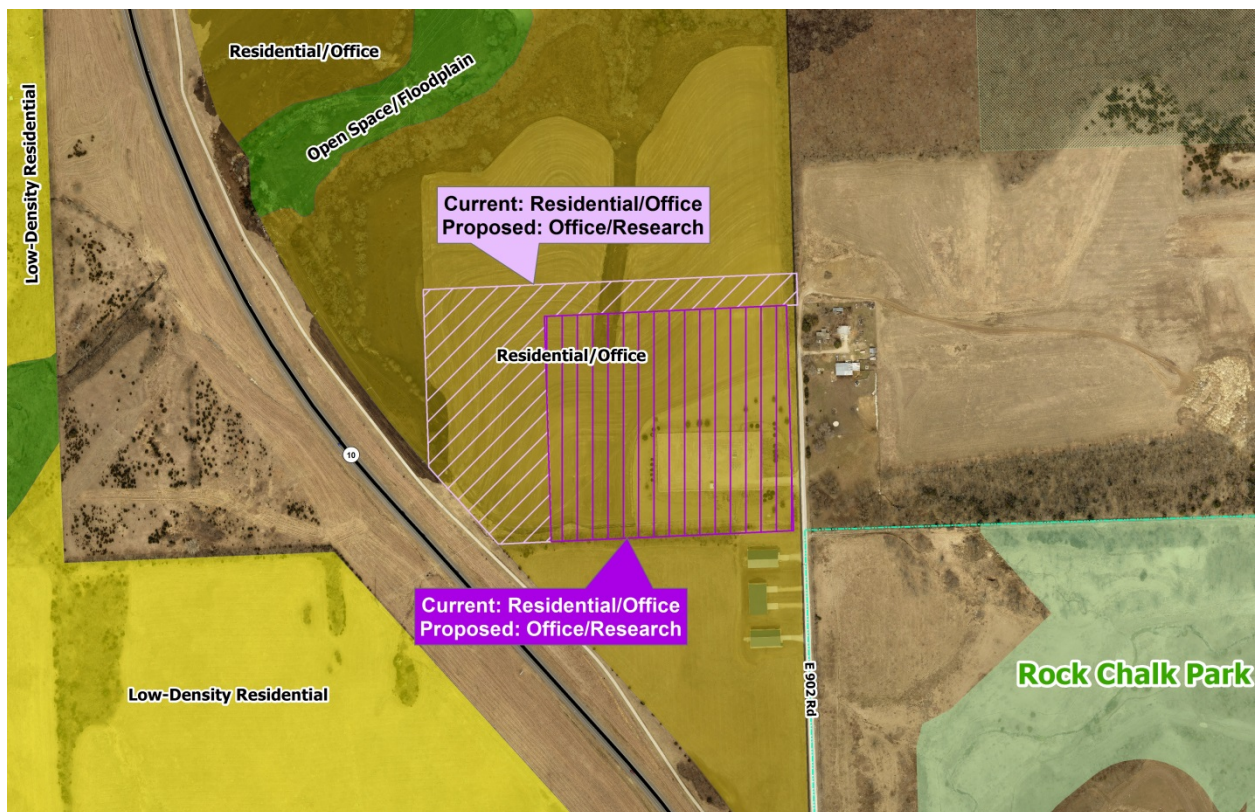 Residential/Office
Open Space/Floodplain
Low-Density Residential
Current: Residential/Office
Proposed: Office/Research
Residential/Office
10
Current: Residential/Office
Proposed: Office/Research
Low-Density Residential
E 902 Rd
Rock Chalk Park